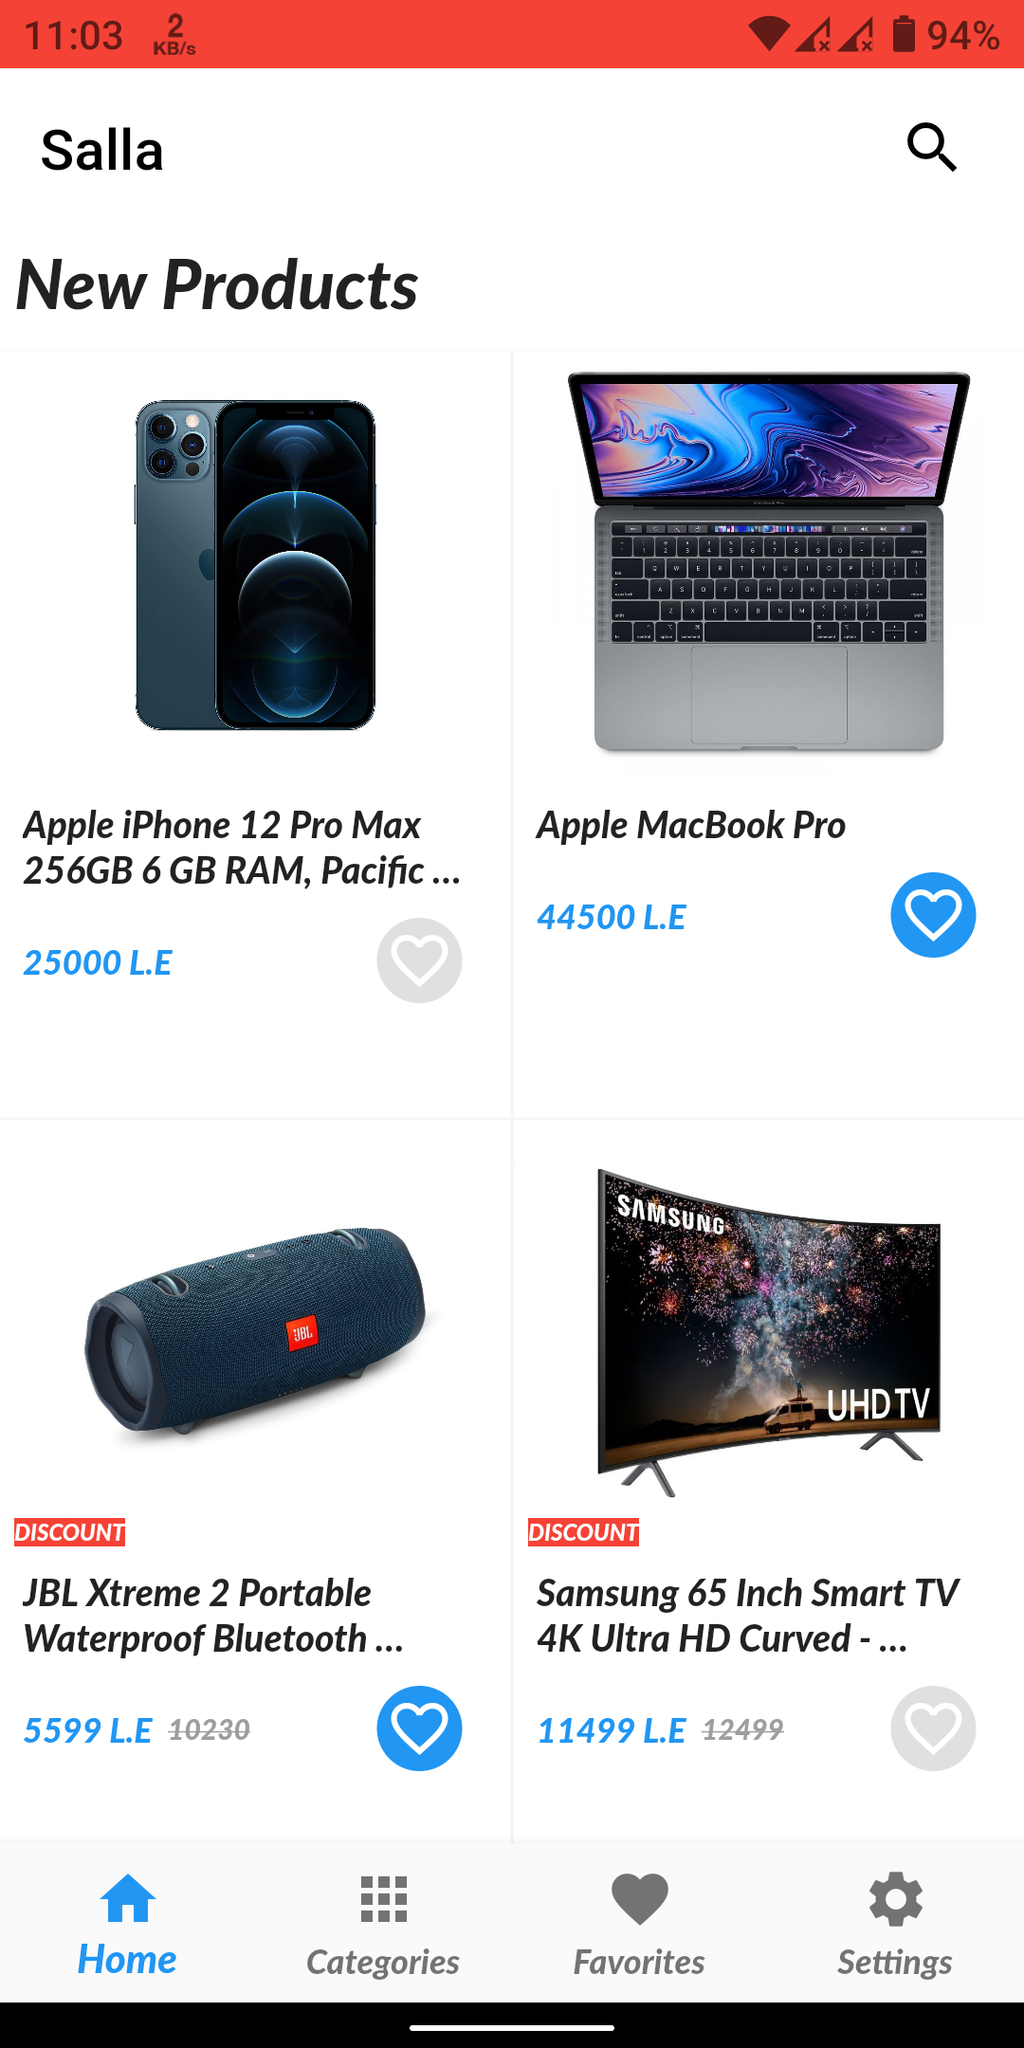 11:03 2 KB/s 94%
Salla
New Products
Apple iPhone 12 Pro Max
256GB 6 GB RAM, Pacific ...
25000 L.E
Apple MacBook Pro
44500 L.E
JBL
DISCOUNT
JBL Xtreme 2 Portable
Waterproof Bluetooth ...
5599 L.E 10230
SAMSUNG
UHD TV
DISCOUNT
Samsung 65 Inch Smart TV
4K Ultra HD Curved - ...
11499 L.E 12499
Home Categories Favorites Settings